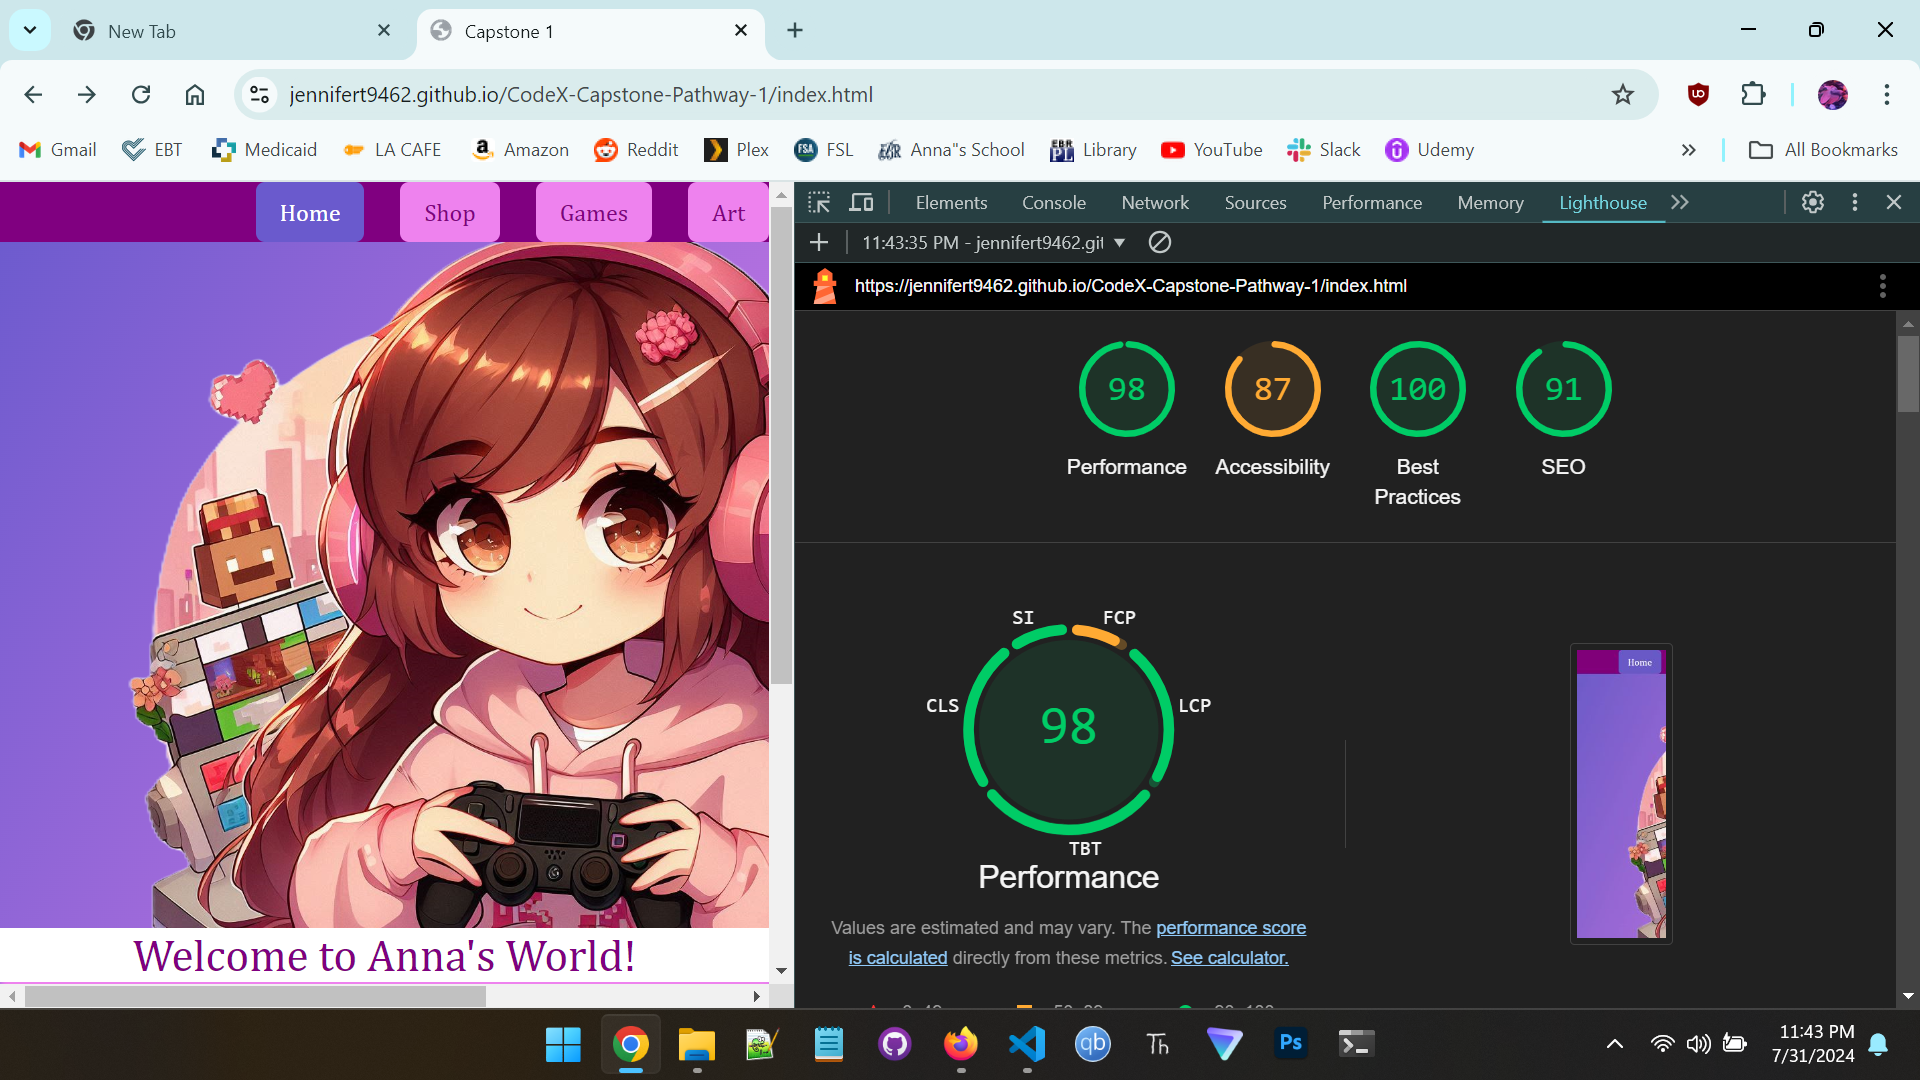 New Tab
Capstone 1
jennifert9462.github.io/CodeX-Capstone-Pathway-1/index.html
Gmail EBT Medicaid LA CAFE Amazon Reddit Plex FSL Anna"s School Library YouTube Slack Udemy All Bookmarks
Home Shop Games Art
Welcome to Anna's World!
Elements Console Network Sources Performance Memory Lighthouse
11:43:35 PM - jennifert9462.git
https://jennifert9462.github.io/CodeX-Capstone-Pathway-1/index.html
98 87 100 91
Performance Accessibility Best Practices SEO
SI FCP
CLS LCP
98
TBT
Performance
Home
Values are estimated and may vary. The performance score
is calculated directly from these metrics. See calculator.
11:43 PM
7/31/2024